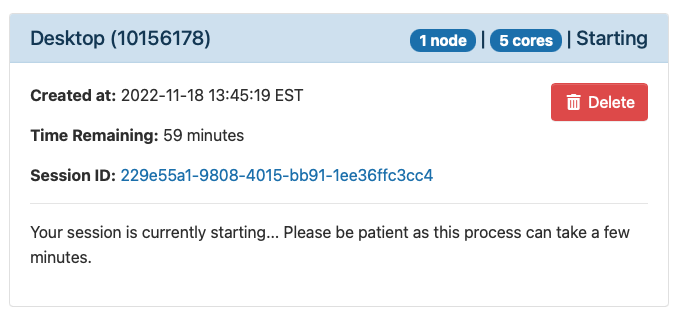 Desktop (10156178) 1 node | 5 cores | Starting
Created at: 2022-11-18 13:45:19 EST
Delete
Time Remaining: 59 minutes
Session ID: 229e55a1-9808-4015-bb91-1ee36ffc3cc4
Your session is currently starting... Please be patient as this process can take a few
minutes.